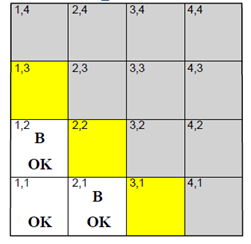 1,4 2,4 3,4 4,4
1,3 2,3 3,3 4,3
1,2 2,2 3,2 4,2
B
OK
1,1 2,1 3,1 4,1
B
OK OK